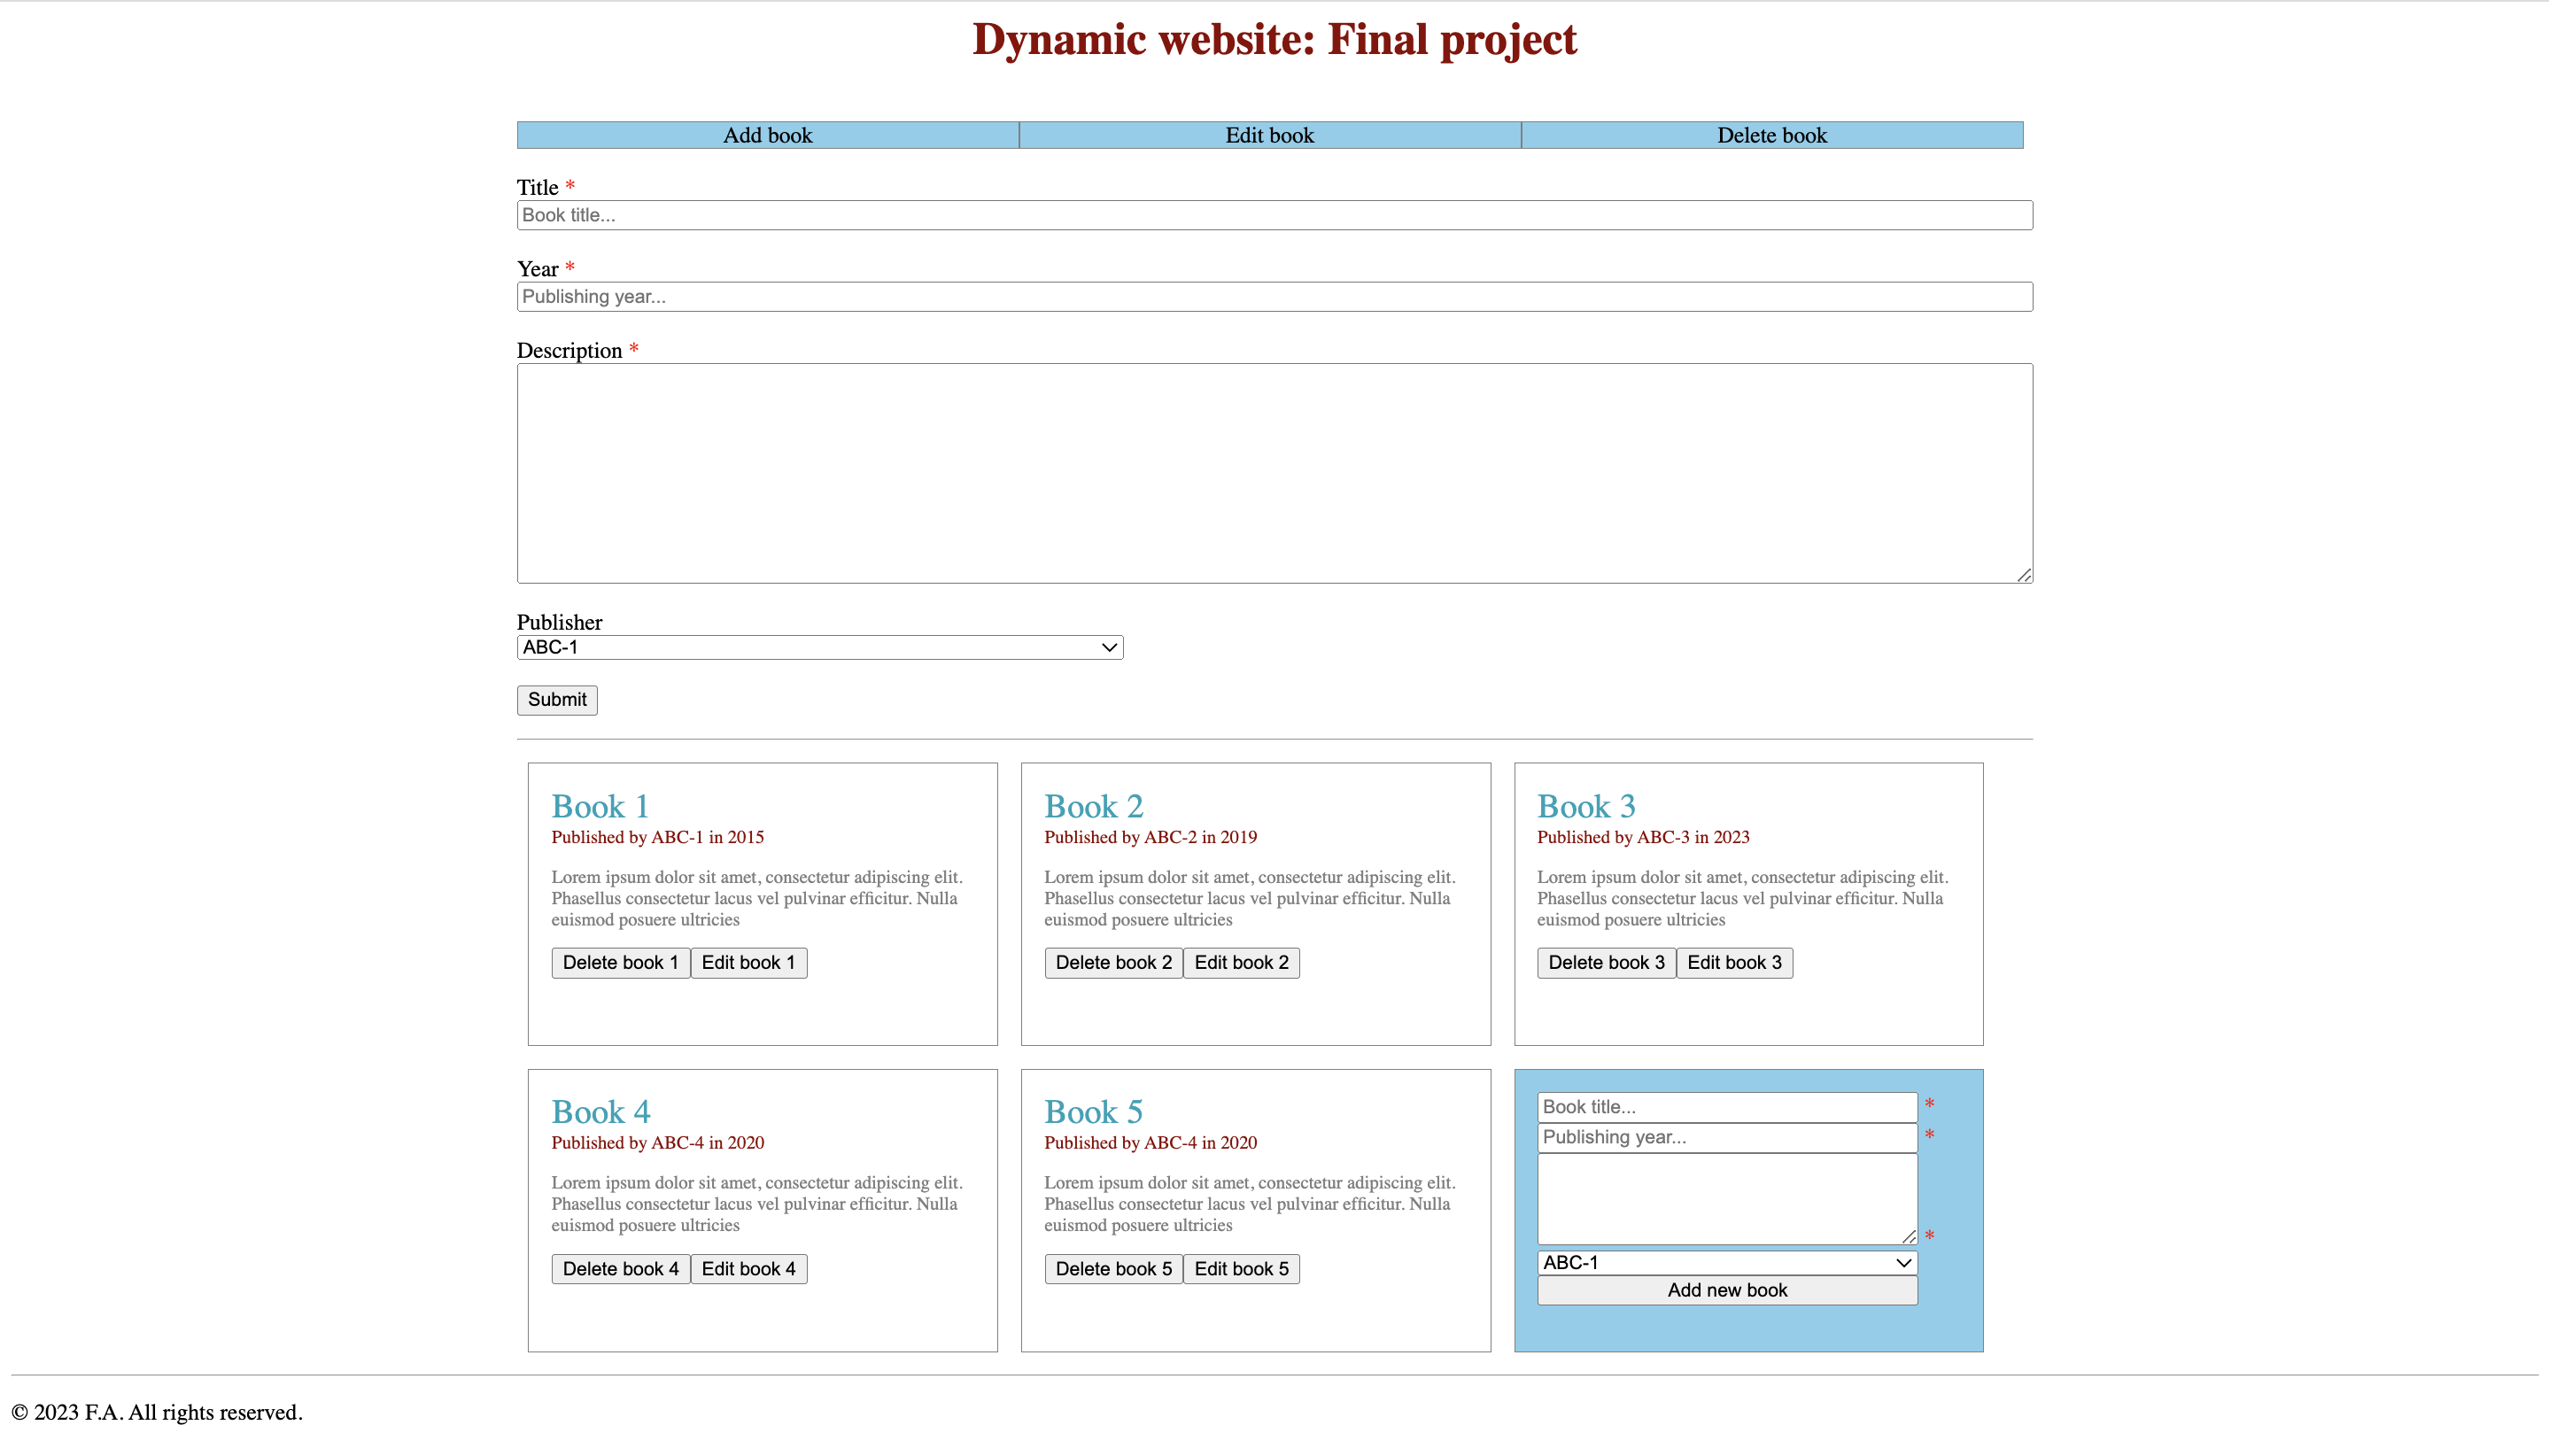 Dynamic website: Final project
Add book
Edit book
Delete book
Title *
Book title...
Year *
Publishing year...
Description *
Publisher
ABC-1
Submit
Book 1
Published by ABC-1 in 2015
Lorem ipsum dolor sit amet, consectetur adipiscing elit.
Phasellus consectetur lacus vel pulvinar efficitur. Nulla
euismod posuere ultricies
Delete book 1 Edit book 1
Book 2
Published by ABC-2 in 2019
Lorem ipsum dolor sit amet, consectetur adipiscing elit.
Phasellus consectetur lacus vel pulvinar efficitur. Nulla
euismod posuere ultricies
Delete book 2 Edit book 2
Book 3
Published by ABC-3 in 2023
Lorem ipsum dolor sit amet, consectetur adipiscing elit.
Phasellus consectetur lacus vel pulvinar efficitur. Nulla
euismod posuere ultricies
Delete book 3 Edit book 3
Book 4
Published by ABC-4 in 2020
Lorem ipsum dolor sit amet, consectetur adipiscing elit.
Phasellus consectetur lacus vel pulvinar efficitur. Nulla
euismod posuere ultricies
Delete book 4 Edit book 4
Book 5
Published by ABC-4 in 2020
Lorem ipsum dolor sit amet, consectetur adipiscing elit.
Phasellus consectetur lacus vel pulvinar efficitur. Nulla
euismod posuere ultricies
Delete book 5 Edit book 5
Book title... *
Publishing year... *
*
ABC-1
Add new book
© 2023 F.A. All rights reserved.